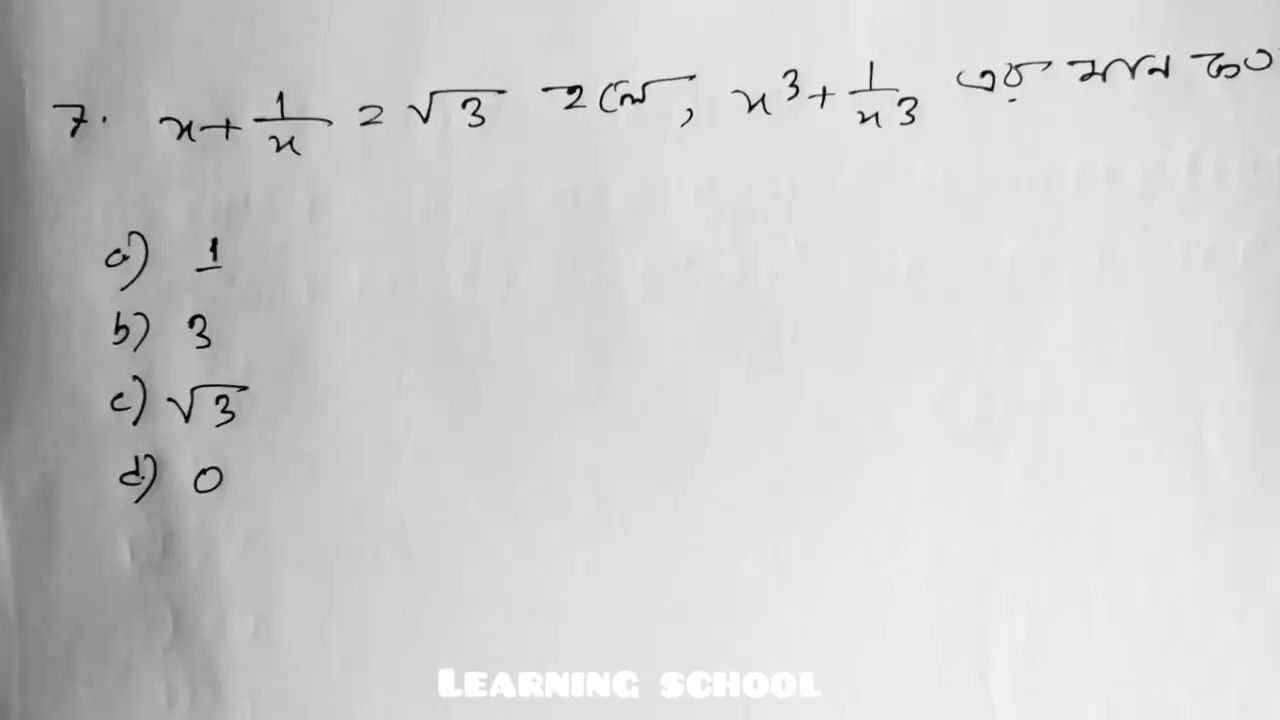 7. x + 1/x = √3 হলে, x³ + 1/x³ এর মান কত
a) 1
b) 3
c) √3
d) 0
LEARNING SCHOOL